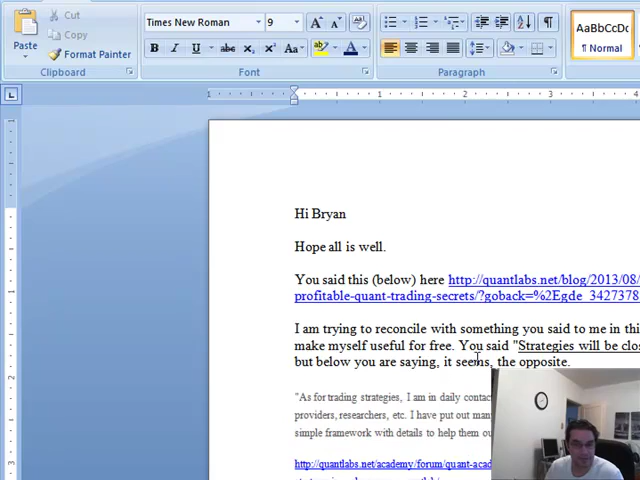 Cut
Copy
Paste
Format Painter
Clipboard
Times New Roman
9
Font
Paragraph
AaBbCcDc
¶ Normal
Hi Bryan
Hope all is well.
You said this (below) here http://quantlabs.net/blog/2013/08/
profitable-quant-trading-secrets/?goback=%2Egde_3427378
I am trying to reconcile with something you said to me in thi
make myself useful for free. You said "Strategies will be clos
but below you are saying, it seems, the opposite.
"As for trading strategies, I am in daily contac
providers, researchers, etc. I have put out man
simple framework with details to help them ou
http://quantlabs.net/academy/forum/quant-acad